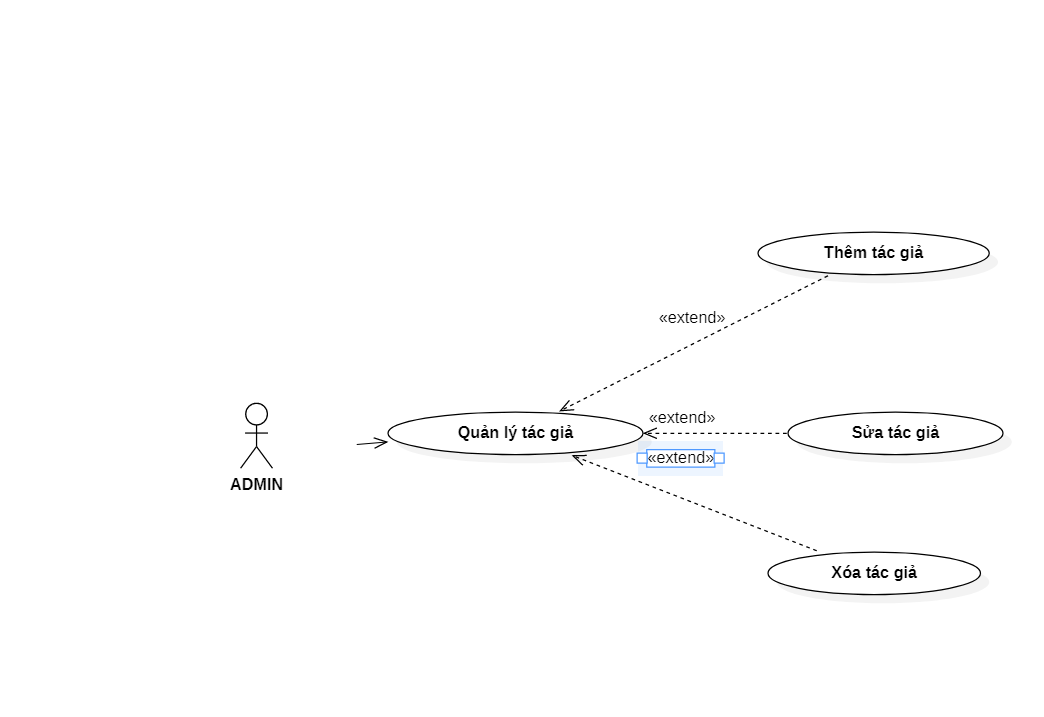 Thêm tác giả
«extend»
«extend»
Quản lý tác giả
Sửa tác giả
«extend»
ADMIN
Xóa tác giả